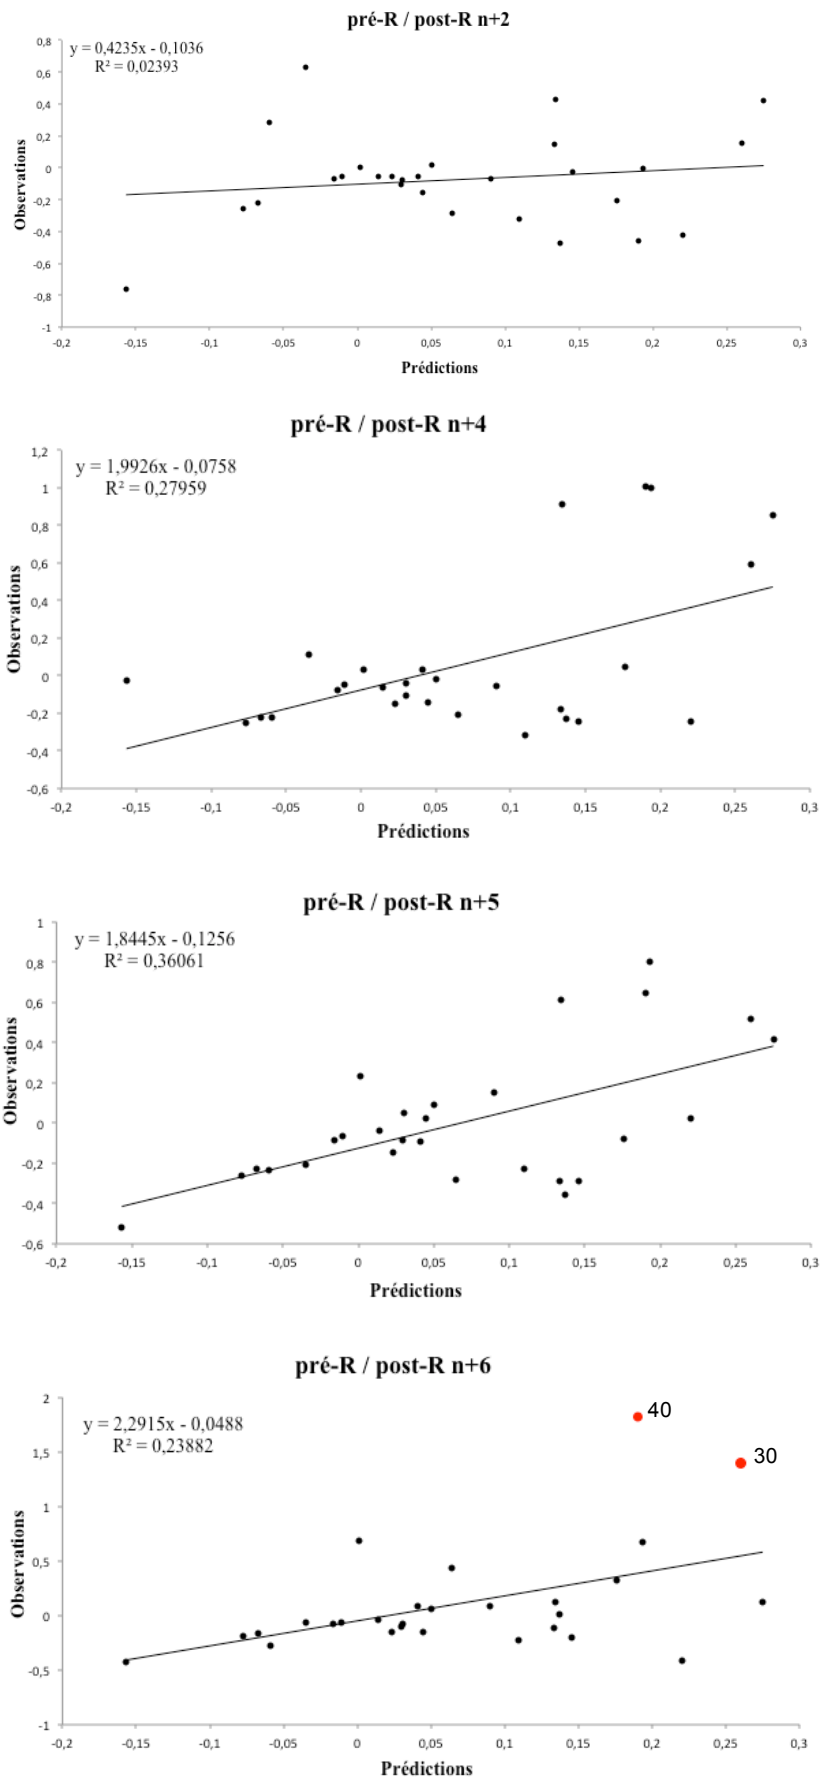 pré-R / post-R n+2
y = 0,4235x - 0,1036
R² = 0,02393
0,8
0,6
0,4
0,2
0
-0,2
-0,4
-0,6
-0,8
-1
Observations
-0,2 -0,15 -0,1 -0,05 0 0,05 0,1 0,15 0,2 0,25 0,3
Prédictions
pré-R / post-R n+4
y = 1,9926x - 0,0758
R² = 0,27959
1,2
1
0,8
0,6
0,4
0,2
0
-0,2
-0,4
-0,6
Observations
-0,2 -0,15 -0,1 -0,05 0 0,05 0,1 0,15 0,2 0,25 0,3
Prédictions
pré-R / post-R n+5
y = 1,8445x - 0,1256
R² = 0,36061
1
0,8
0,6
0,4
0,2
0
-0,2
-0,4
-0,6
Observations
-0,2 -0,15 -0,1 -0,05 0 0,05 0,1 0,15 0,2 0,25 0,3
Prédictions
pré-R / post-R n+6
y = 2,2915x - 0,0488
R² = 0,23882
40
30
2
1,5
1
0,5
0
-0,5
-1
Observations
-0,2 -0,15 -0,1 -0,05 0 0,05 0,1 0,15 0,2 0,25 0,3
Prédictions